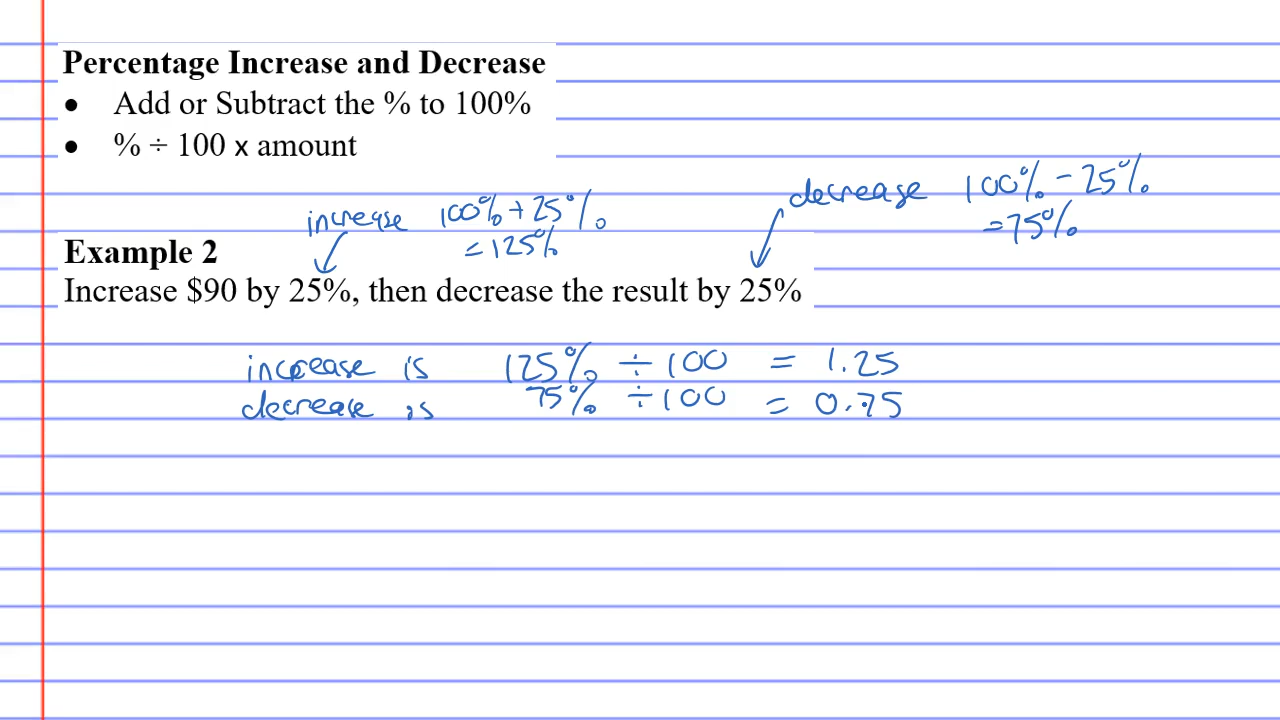 Percentage Increase and Decrease
• Add or Subtract the % to 100%
• % ÷ 100 x amount
increase 100% + 25%
= 125%
decrease 100% - 25%
= 75%
Example 2
Increase $90 by 25%, then decrease the result by 25%
increase is 125% ÷ 100 = 1.25
decrease is 75% ÷ 100 = 0.75